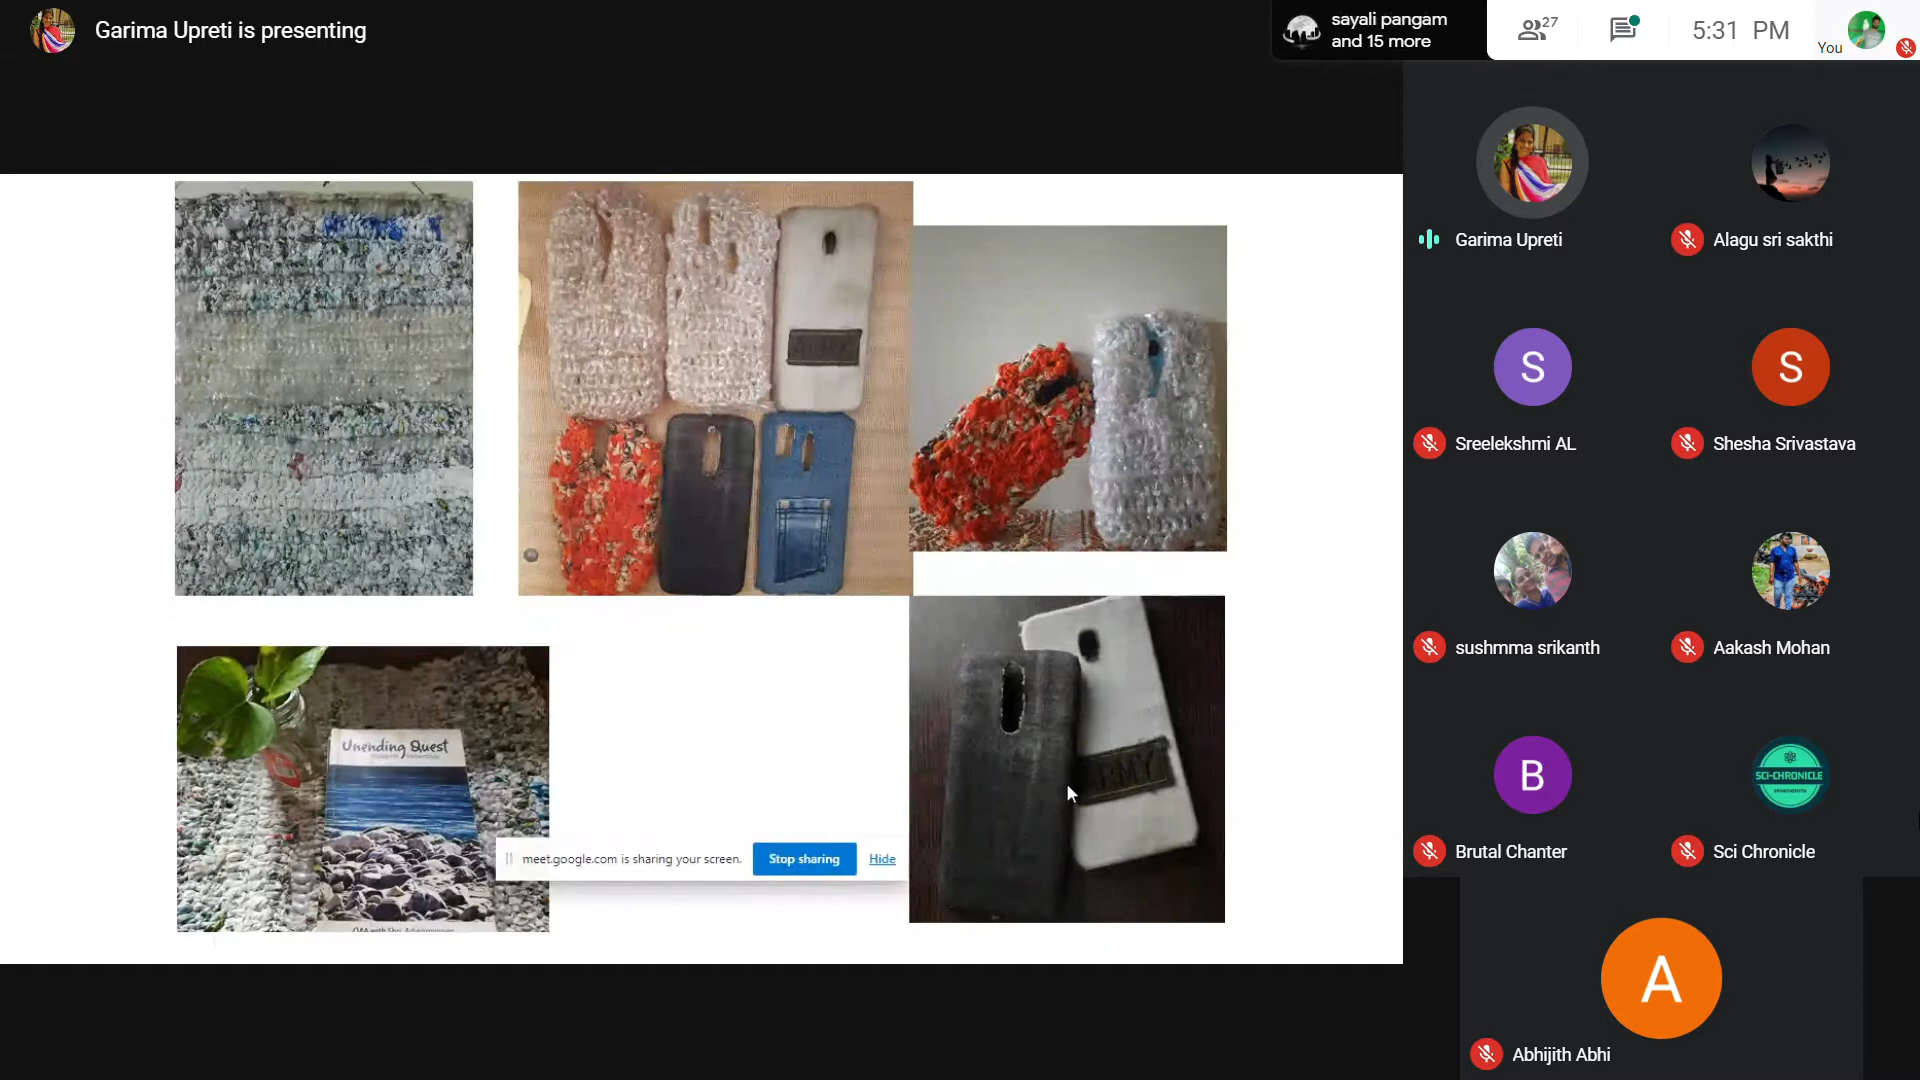 Garima Upreti is presenting
sayali pangam
and 15 more
27
5:31 PM
You
Garima Upreti
Alagu sri sakthi
S
S
Sreelekshmi AL
Shesha Srivastava
sushmma srikanth
Aakash Mohan
B
SCI-CHRONICLE
Brutal Chanter
Sci Chronicle
A
Abhijith Abhi
Unending Quest
meet.google.com is sharing your screen.
Stop sharing
Hide